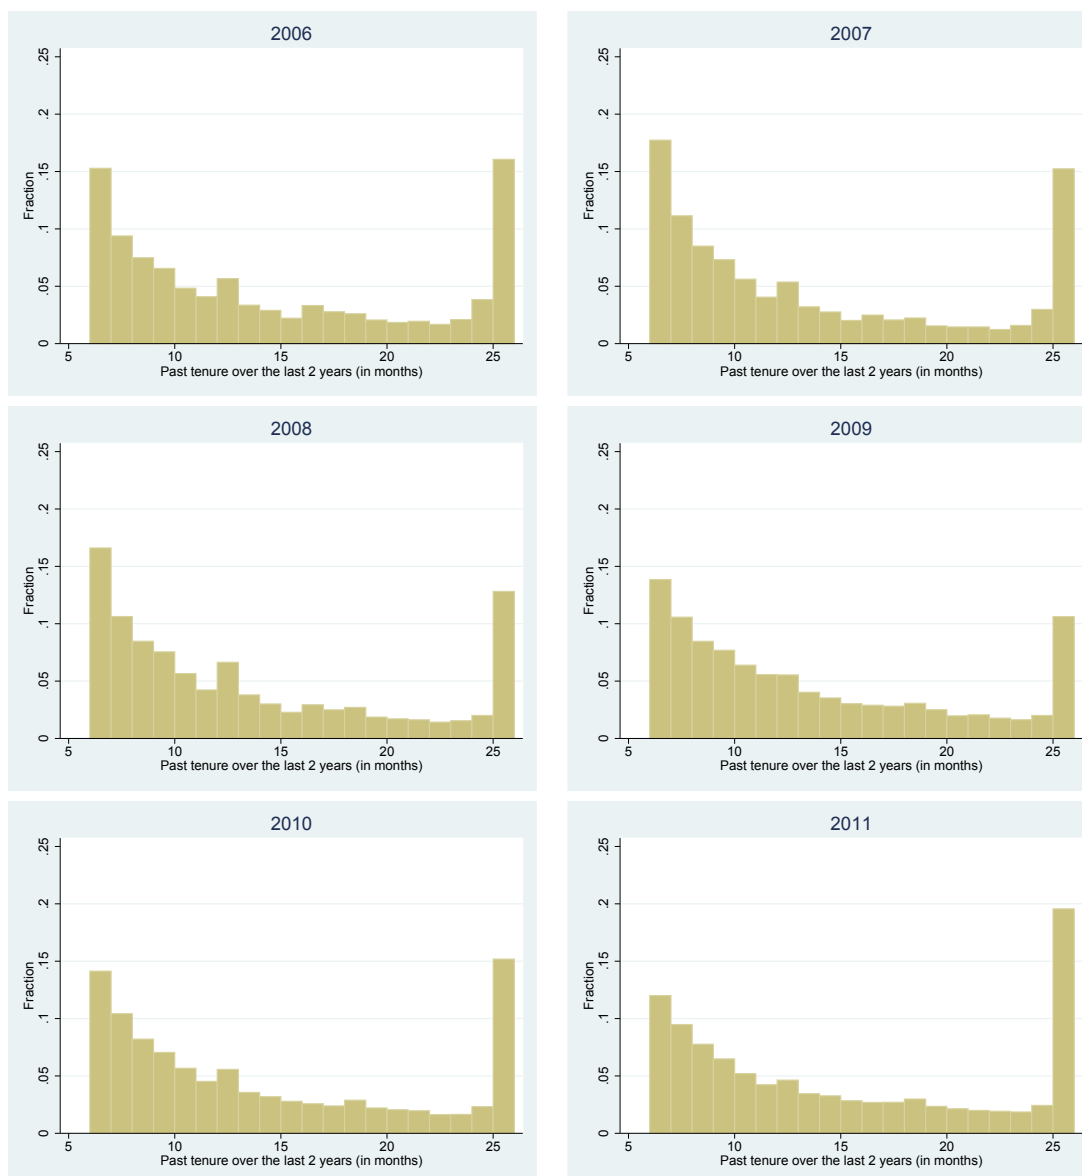 2006
.25
.2
.15
.1
.05
0
Fraction
5 10 15 20 25
Past tenure over the last 2 years (in months)
2007
.25
.2
.15
.1
.05
0
Fraction
5 10 15 20 25
Past tenure over the last 2 years (in months)
2008
.25
.2
.15
.1
.05
0
Fraction
5 10 15 20 25
Past tenure over the last 2 years (in months)
2009
.25
.2
.15
.1
.05
0
Fraction
5 10 15 20 25
Past tenure over the last 2 years (in months)
2010
.25
.2
.15
.1
.05
0
Fraction
5 10 15 20 25
Past tenure over the last 2 years (in months)
2011
.25
.2
.15
.1
.05
0
Fraction
5 10 15 20 25
Past tenure over the last 2 years (in months)